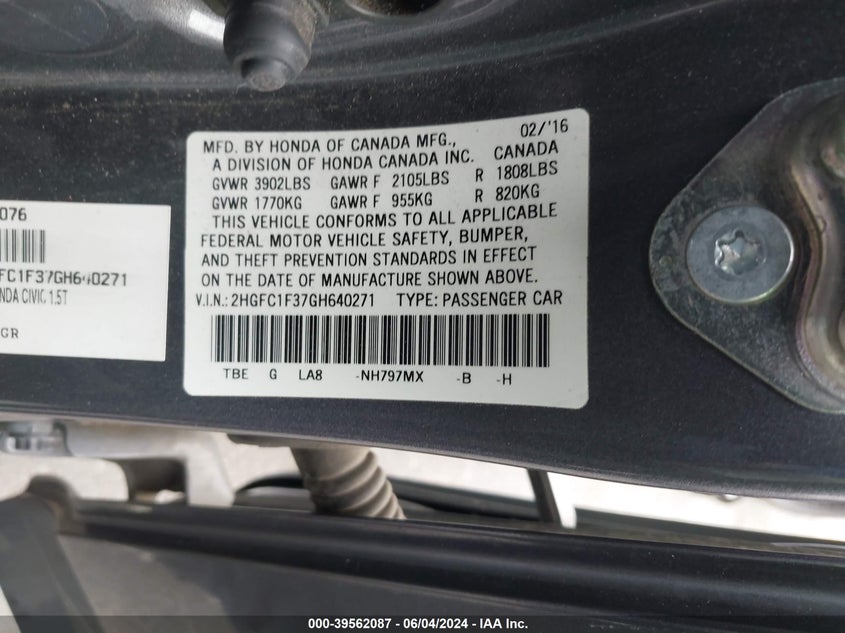 02/'16
MFD. BY HONDA OF CANADA MFG.,
A DIVISION OF HONDA CANADA INC. CANADA
GVWR 3902LBS GAWR F 2105LBS R 1808LBS
GVWR 1770KG GAWR F 955KG R 820KG
THIS VEHICLE CONFORMS TO ALL APPLICABLE
FEDERAL MOTOR VEHICLE SAFETY, BUMPER,
AND THEFT PREVENTION STANDARDS IN EFFECT
ON THE DATE OF MANUFACTURE SHOWN ABOVE.
V.I.N.: 2HGFC1F37GH640271 TYPE: PASSENGER CAR
TBE G LA8 -NH797MX -B -H
076
FC1F37GH640271
NDA CIVIC 1.5T
GR
000-39562087 - 06/04/2024 - IAA Inc.